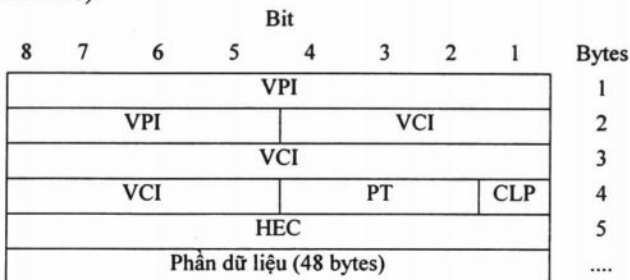 Bit
8 7 6 5 4 3 2 1 Bytes
VPI 1
VPI VCI 2
VCI 3
VCI PT CLP 4
HEC 5
Phần dữ liệu (48 bytes) ....